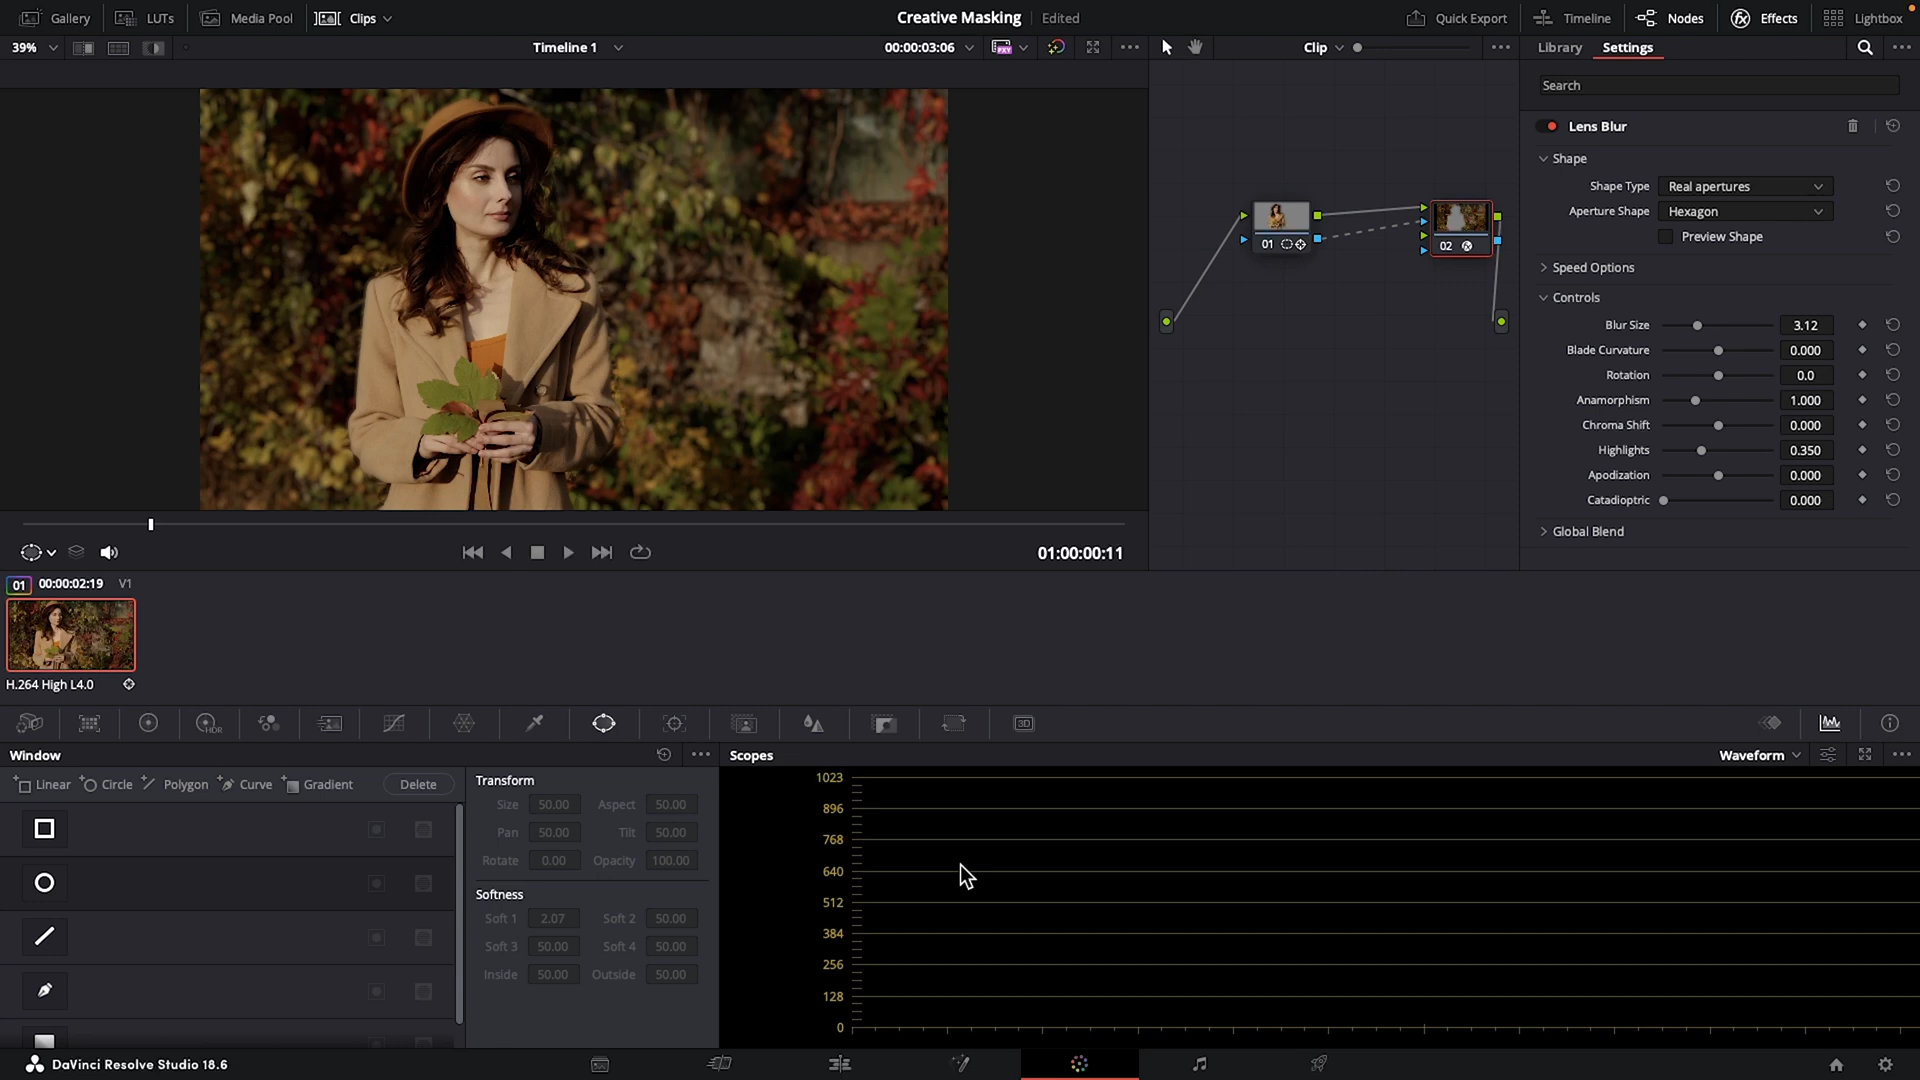 Gallery LUTs Media Pool Clips Creative Masking Edited Quick Export Timeline Nodes Effects Lightbox
39% Timeline 1 00:00:03:06 Clip Library Settings
Search
Lens Blur
Shape
Shape Type Real apertures
Aperture Shape Hexagon
Preview Shape
01 02
Speed Options
Controls
Blur Size 3.12
Blade Curvature 0.000
Rotation 0.0
Anamorphism 1.000
Chroma Shift 0.000
Highlights 0.350
Apodization 0.000
Catadioptric 0.000
Global Blend
01:00:00:11
01 00:00:02:19 V1
H.264 High L4.0
HDR 3D
Window Scopes Waveform
Linear Circle Polygon Curve Gradient Delete
Transform
Size 50.00 Aspect 50.00
Pan 50.00 Tilt 50.00
Rotate 0.00 Opacity 100.00
Softness
Soft 1 2.07 Soft 2 50.00
Soft 3 50.00 Soft 4 50.00
Inside 50.00 Outside 50.00
1023
896
768
640
512
384
256
128
0
DaVinci Resolve Studio 18.6